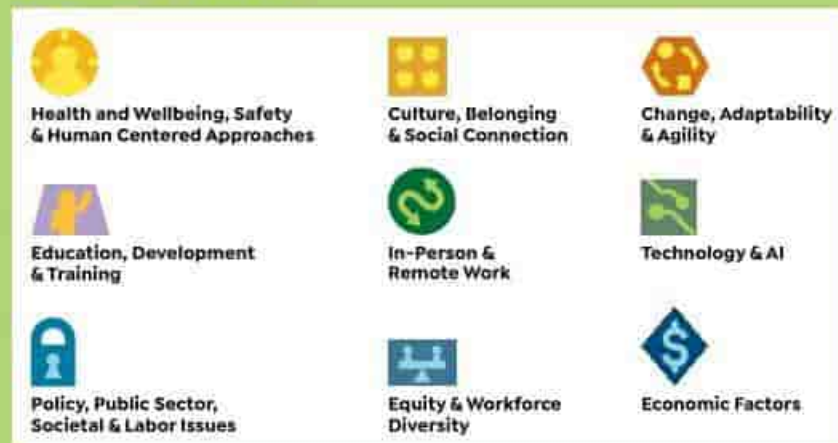 Health and Wellbeing, Safety
& Human Centered Approaches
Culture, Belonging
& Social Connection
Change, Adaptability
& Agility
Education, Development
& Training
In-Person &
Remote Work
Technology & AI
Policy, Public Sector,
Societal & Labor Issues
Equity & Workforce
Diversity
$
Economic Factors